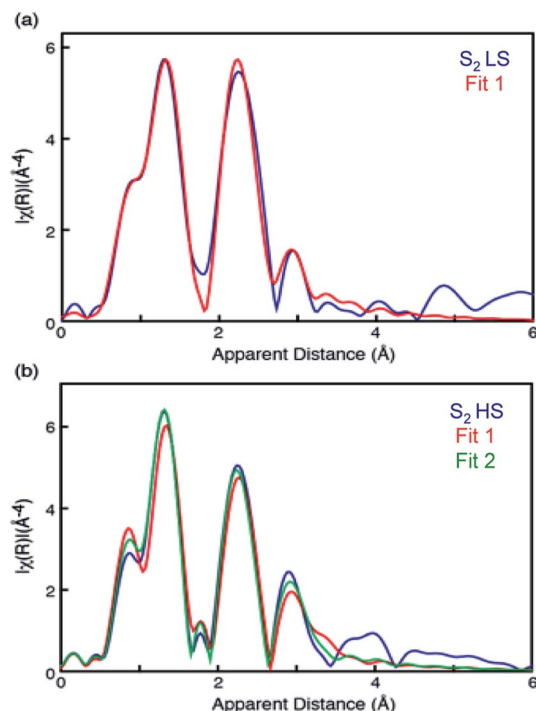 (a)
6
4
2
0
|χ(R)|(Å-4)
S2 LS
Fit 1
0 2 4 6
Apparent Distance (Å)
(b)
6
4
2
0
|χ(R)|(Å-4)
S2 HS
Fit 1
Fit 2
0 2 4 6
Apparent Distance (Å)